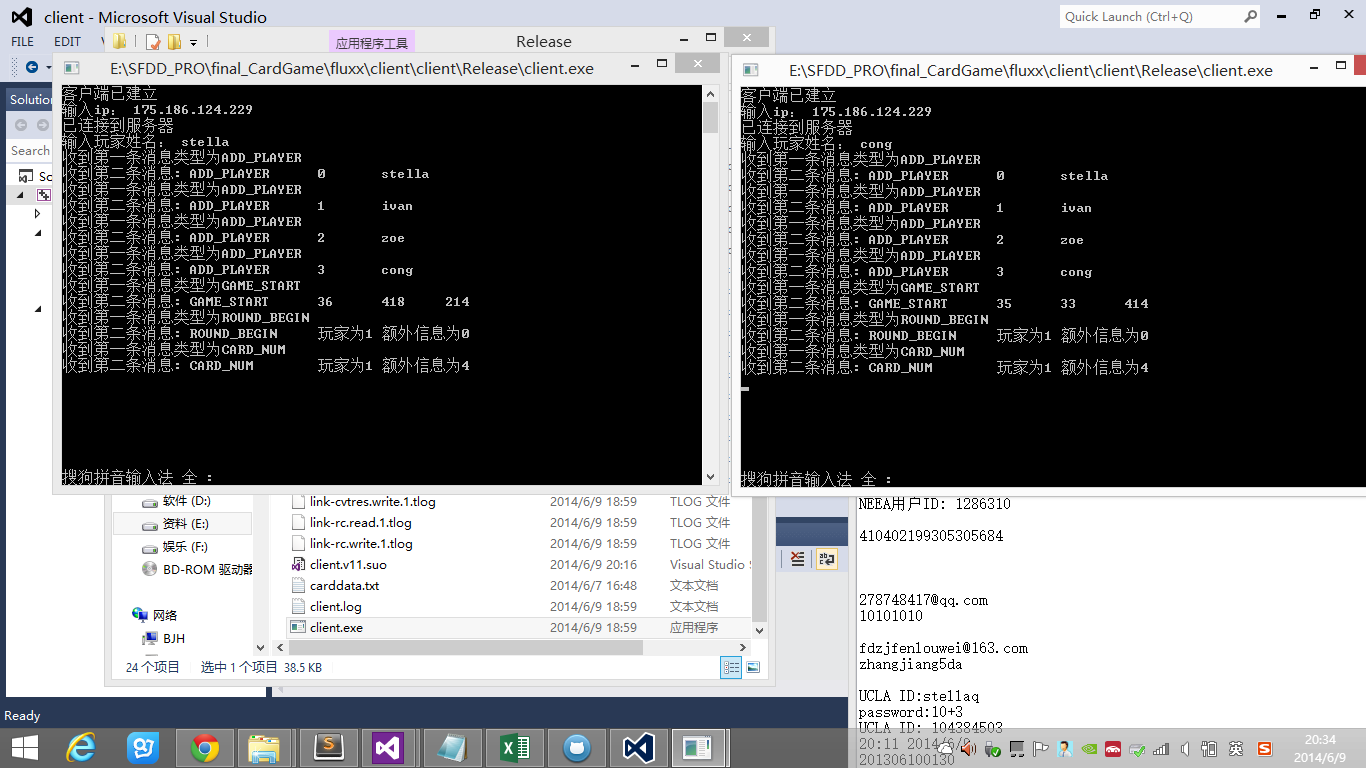 client - Microsoft Visual Studio
Quick Launch (Ctrl+Q)
FILE EDIT
应用程序工具 Release
E:\SFDD_PRO\final_CardGame\fluxx\client\client\Release\client.exe
客户端已建立
输入ip: 175.186.124.229
已连接到服务器
输入玩家姓名: stella
收到第一条消息类型为ADD_PLAYER
收到第二条消息: ADD_PLAYER 0 stella
收到第一条消息类型为ADD_PLAYER
收到第二条消息: ADD_PLAYER 1 ivan
收到第一条消息类型为ADD_PLAYER
收到第二条消息: ADD_PLAYER 2 zoe
收到第一条消息类型为ADD_PLAYER
收到第二条消息: ADD_PLAYER 3 cong
收到第一条消息类型为GAME_START
收到第二条消息: GAME_START 36 418 214
收到第一条消息类型为ROUND_BEGIN
收到第二条消息: ROUND_BEGIN 玩家为1 额外信息为0
收到第一条消息类型为CARD_NUM
收到第二条消息: CARD_NUM 玩家为1 额外信息为4
搜狗拼音输入法 全 :
E:\SFDD_PRO\final_CardGame\fluxx\client\client\Release\client.exe
客户端已建立
输入ip: 175.186.124.229
已连接到服务器
输入玩家姓名: cong
收到第一条消息类型为ADD_PLAYER
收到第二条消息: ADD_PLAYER 0 stella
收到第一条消息类型为ADD_PLAYER
收到第二条消息: ADD_PLAYER 1 ivan
收到第一条消息类型为ADD_PLAYER
收到第二条消息: ADD_PLAYER 2 zoe
收到第一条消息类型为ADD_PLAYER
收到第二条消息: ADD_PLAYER 3 cong
收到第一条消息类型为GAME_START
收到第二条消息: GAME_START 35 33 414
收到第一条消息类型为ROUND_BEGIN
收到第二条消息: ROUND_BEGIN 玩家为1 额外信息为0
收到第一条消息类型为CARD_NUM
收到第二条消息: CARD_NUM 玩家为1 额外信息为4
搜狗拼音输入法 全 :
Solution
Search
So
软件 (D:)
资料 (E:)
娱乐 (F:)
BD-ROM 驱动器
网络
BJH
link-cvtres.write.1.tlog 2014/6/9 18:59 TLOG 文件
link-rc.read.1.tlog 2014/6/9 18:59 TLOG 文件
link-rc.write.1.tlog 2014/6/9 18:59 TLOG 文件
client.v11.suo 2014/6/9 20:16 Visual Studio
carddata.txt 2014/6/7 16:48 文本文档
client.log 2014/6/9 18:59 文本文档
client.exe 2014/6/9 18:59 应用程序
24 个项目 选中 1 个项目 38.5 KB
NEEA用户ID: 1286310
410402199305305684
278748417@qq.com
10101010
fdzjfenlouwei@163.com
zhangjiang5da
UCLA ID:stellaq
password:10+3
UCLA ID: 104384503
20:11 2014/6/9
201306100130
Ready
英
20:34
2014/6/9